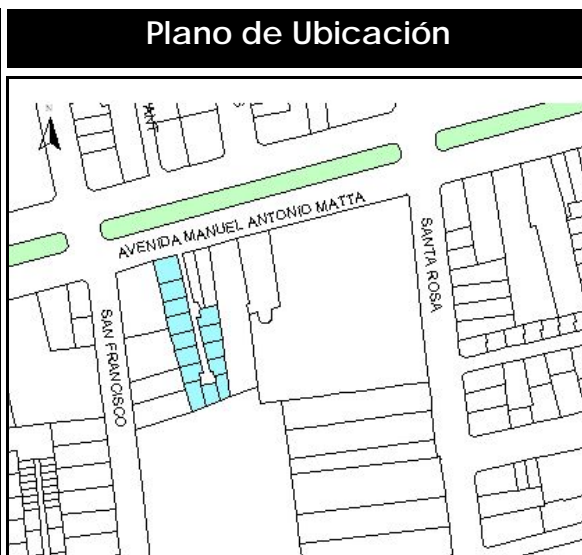 Plano de Ubicación
N
AVENIDA MANUEL ANTONIO MATTA
SANTA ROSA
SAN FRANCISCO